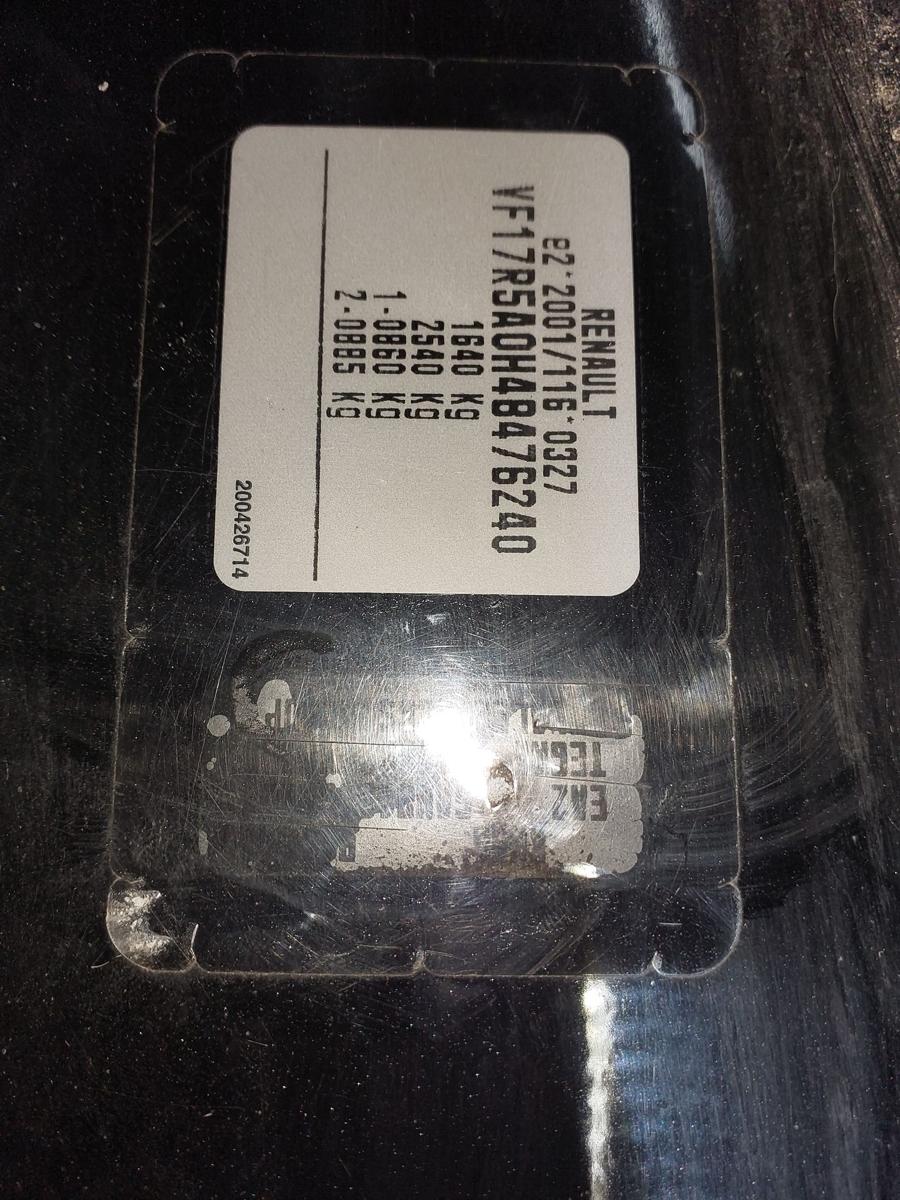 RENAULT
e2*2001/116*0327
VF17R5A0H48476240
1640 kg
2540 kg
1-0860 kg
2-0885 kg
200426714